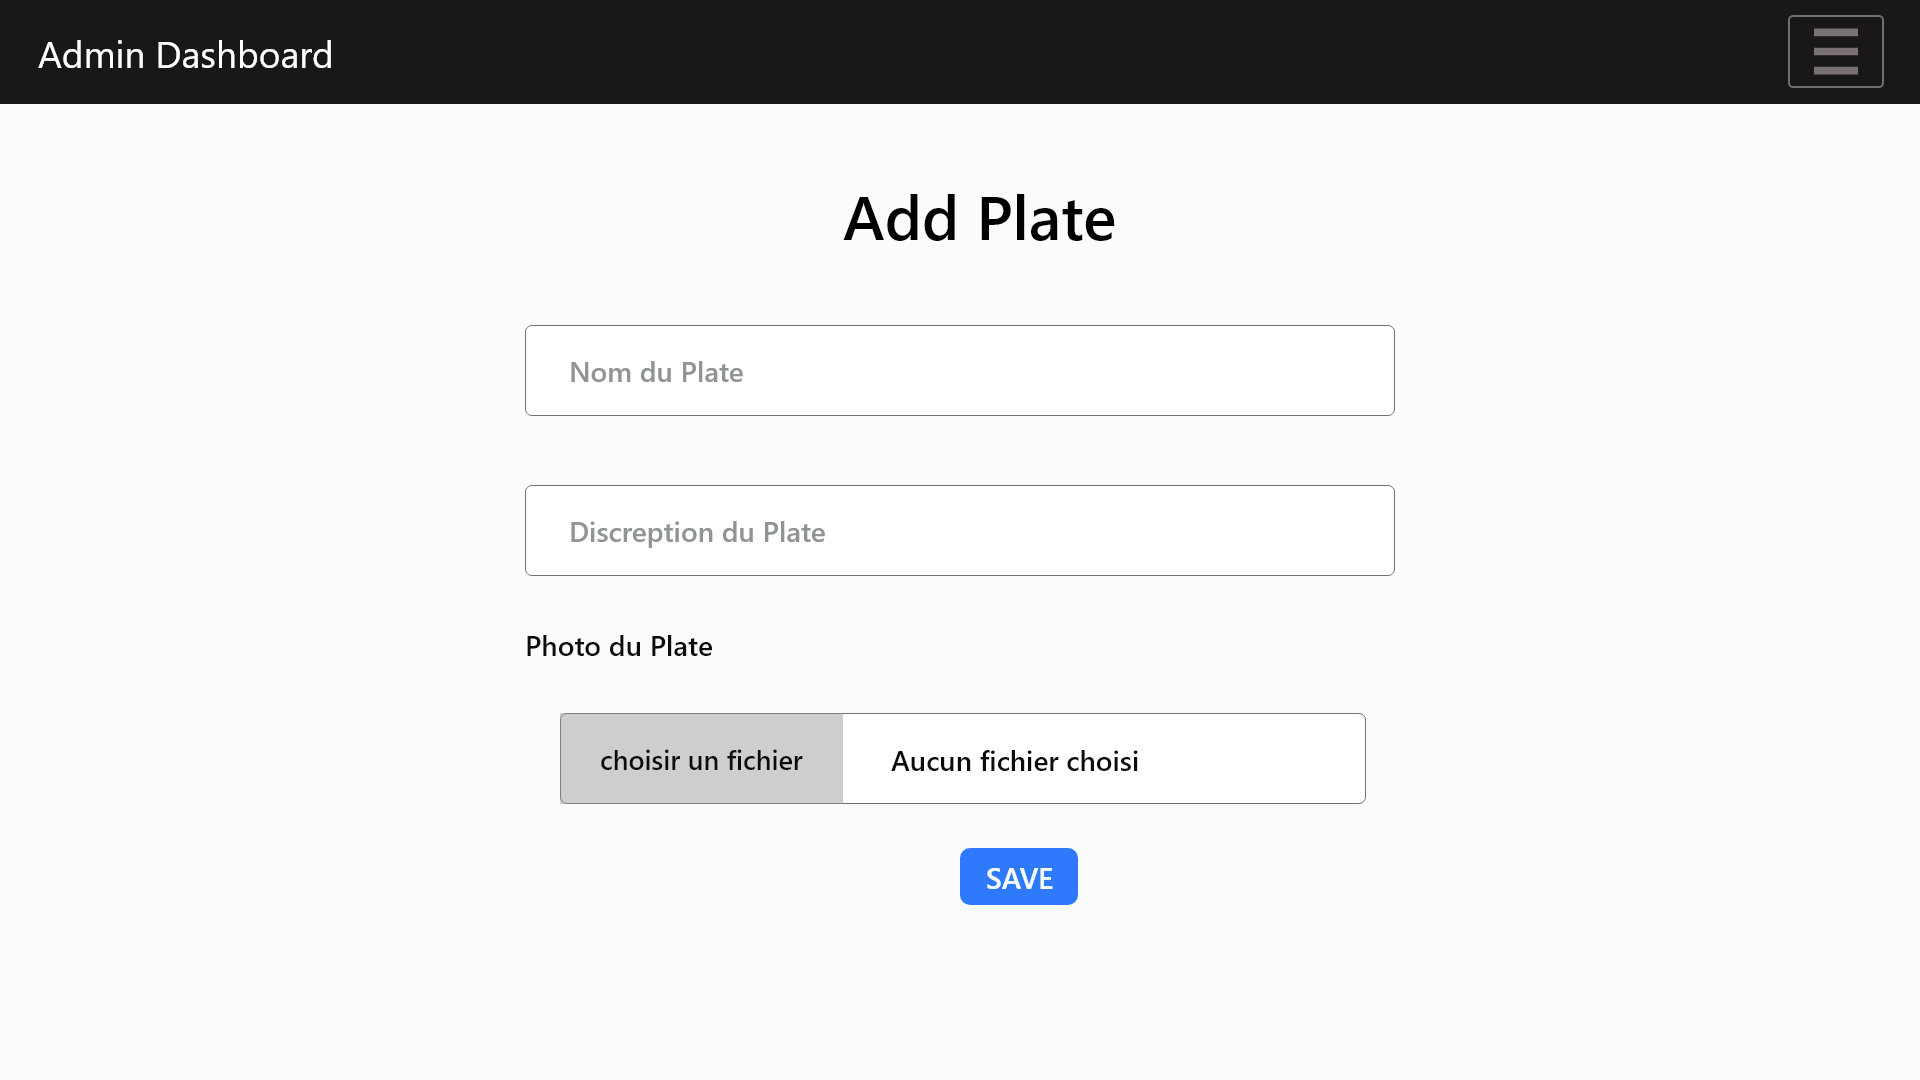 Admin Dashboard
Add Plate
Nom du Plate
Discreption du Plate
Photo du Plate
choisir un fichier
Aucun fichier choisi
SAVE